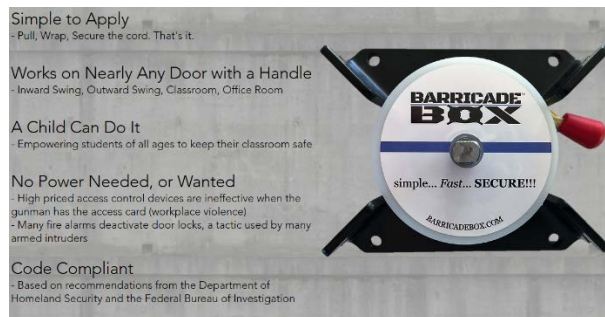 Simple to Apply
- Pull, Wrap, Secure the cord. That's it.
Works on Nearly Any Door with a Handle
- Inward Swing, Outward Swing, Classroom, Office Room
A Child Can Do It
- Empowering students of all ages to keep their classroom safe
No Power Needed, or Wanted
- High priced access control devices are ineffective when the
gunman has the access card (workplace violence)
- Many fire alarms deactivate door locks, a tactic used by many
armed intruders
Code Compliant
- Based on recommendations from the Department of
Homeland Security and the Federal Bureau of Investigation
BARRICADE™
BOX
simple... Fast... SECURE!!!
BARRICADEBOX.COM